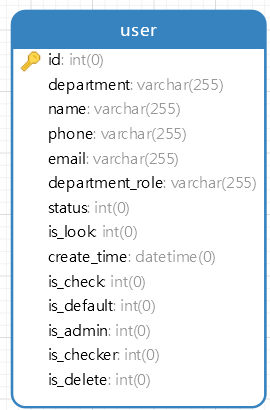 user
id: int(0)
department: varchar(255)
name: varchar(255)
phone: varchar(255)
email: varchar(255)
department_role: varchar(255)
status: int(0)
is_look: int(0)
create_time: datetime(0)
is_check: int(0)
is_default: int(0)
is_admin: int(0)
is_checker: int(0)
is_delete: int(0)